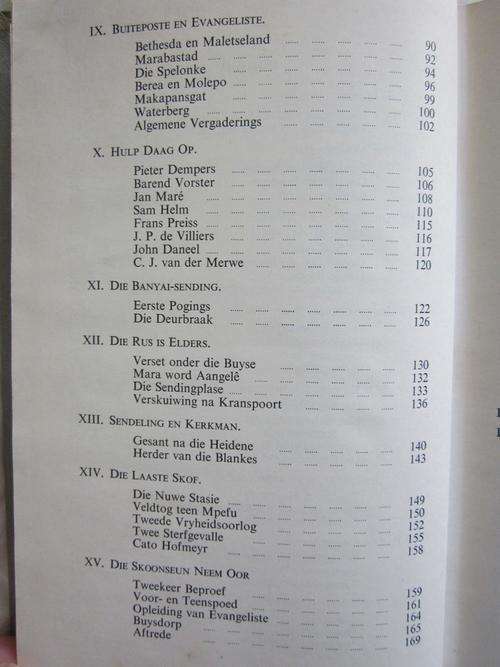 IX. BUITEPOSTE EN EVANGELISTE.
Bethesda en Maletseland ...... 90
Marabastad ...... 92
Die Spelonke ...... 94
Berea en Molepo ...... 96
Makapansgat ...... 99
Waterberg ...... 100
Algemene Vergaderings ...... 102
X. HULP DAAG OP.
Pieter Dempers ...... 105
Barend Vorster ...... 106
Jan Maré ...... 108
Sam Helm ...... 110
Frans Preiss ...... 115
J. P. de Villiers ...... 116
John Daneel ...... 117
C. J. van der Merwe ...... 120
XI. DIE BANYAI-SENDING.
Eerste Pogings ...... 122
Die Deurbraak ...... 126
XII. DIE RUS IS ELDERS.
Verset onder die Buyse ...... 130
Mara word Aangelê ...... 132
Die Sendingplase ...... 133
Verskuiwing na Kranspoort ...... 136
XIII. SENDELING EN KERKMAN.
Gesant na die Heidene ...... 140
Herder van die Blankes ...... 143
XIV. DIE LAASTE SKOF.
Die Nuwe Stasie ...... 149
Veldtog teen Mpefu ...... 150
Tweede Vryheidsoorlog ...... 152
Twee Sterfgevalle ...... 155
Cato Hofmeyr ...... 158
XV. DIE SKOONSEUN NEEM OOR
Tweekeer Beproef ...... 159
Voor- en Teenspoed ...... 161
Opleiding van Evangeliste ...... 164
Buysdorp ...... 165
Aftrede ...... 169